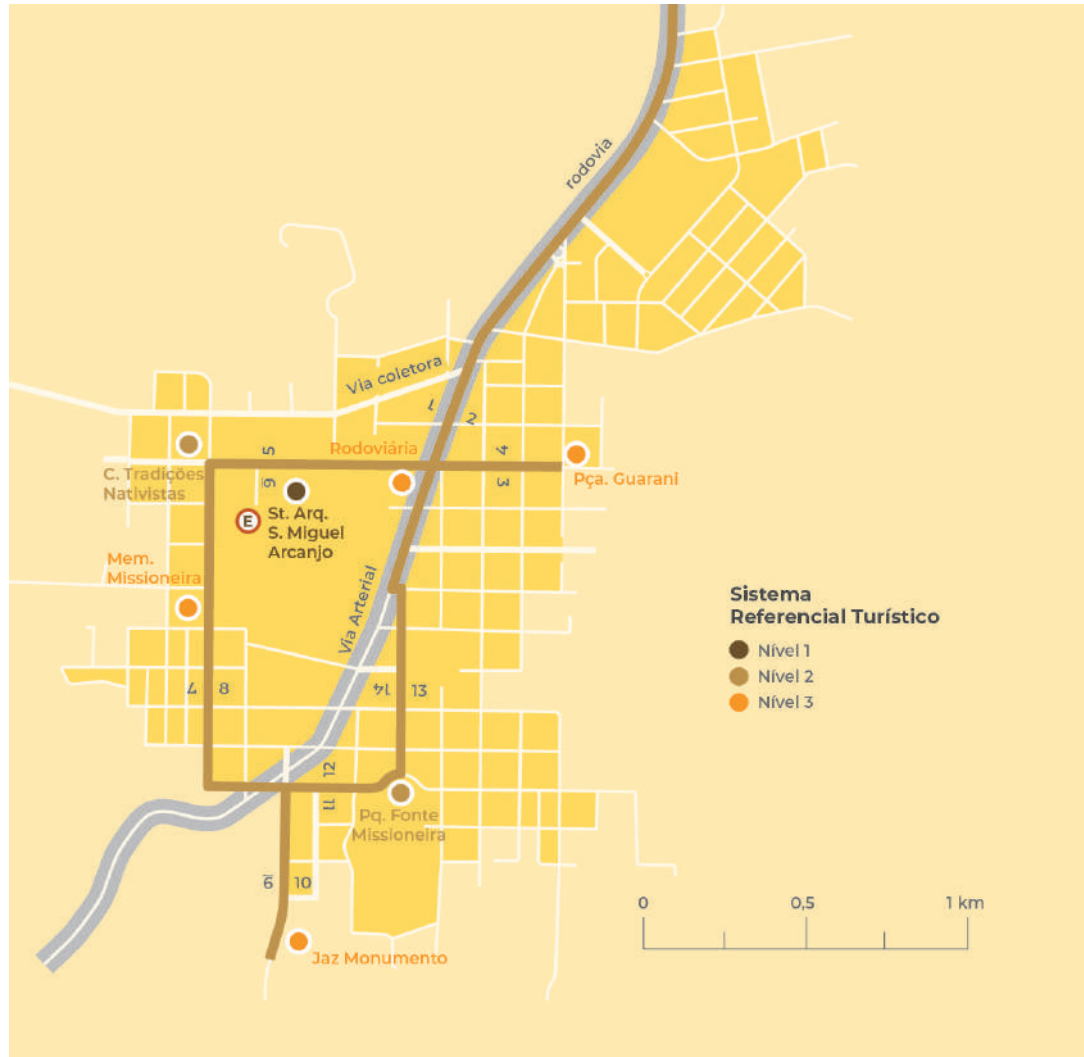 rodovia
Via coletora
1
2
Rodoviária
5
4
C. Tradições
Nativistas
6
3
Pça. Guarani
E
St. Arq.
S. Miguel
Arcanjo
Mem.
Missioneira
Via Arterial
Sistema
Referencial Turístico
Nível 1
Nível 2
Nível 3
7
8
14
13
12
11
Pq. Fonte
Missioneira
9
10
0
0,5
1 km
Jaz Monumento